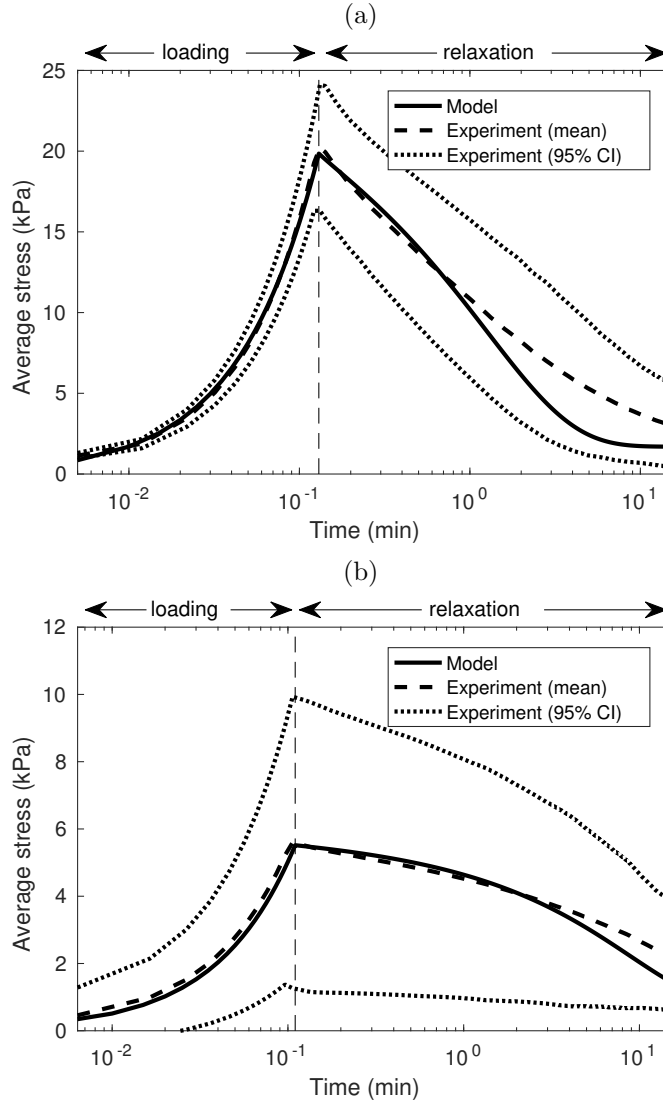 (a)
loading relaxation
25
20
15
10
5
0
Average stress (kPa)
Model
Experiment (mean)
Experiment (95% CI)
10^-2 10^-1 10^0 10^1
Time (min)
(b)
loading relaxation
12
10
8
6
4
2
0
Average stress (kPa)
Model
Experiment (mean)
Experiment (95% CI)
10^-2 10^-1 10^0 10^1
Time (min)